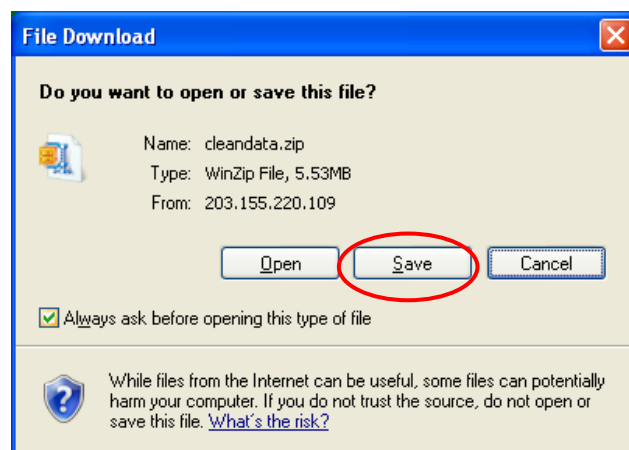 File Download
Do you want to open or save this file?
Name: cleandata.zip
Type: WinZip File, 5.53MB
From: 203.155.220.109
Open Save Cancel
Always ask before opening this type of file
While files from the Internet can be useful, some files can potentially
harm your computer. If you do not trust the source, do not open or
save this file. What's the risk?